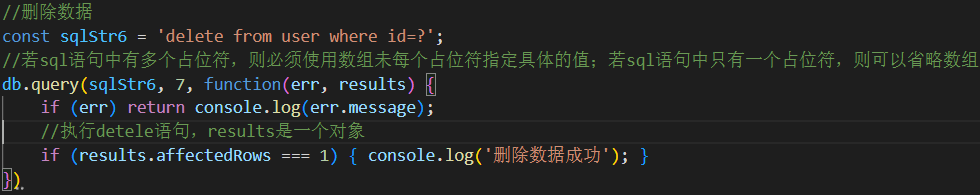 //删除数据
const sqlStr6 = 'delete from user where id=?';
//若sql语句中有多个占位符，则必须使用数组未每个占位符指定具体的值；若sql语句中只有一个占位符，则可以省略数组
db.query(sqlStr6, 7, function(err, results) {
    if (err) return console.log(err.message);
    //执行detele语句，results是一个对象
    if (results.affectedRows === 1) { console.log('删除数据成功'); }
})